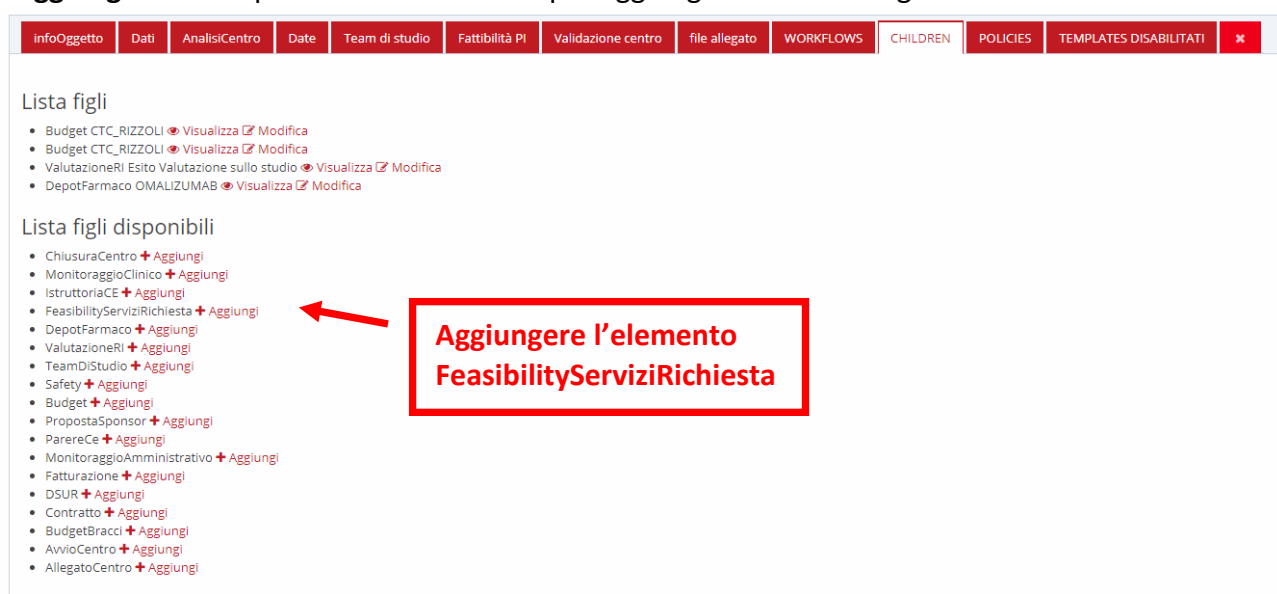 infoOggetto Dati AnalisiCentro Date Team di studio Fattibilità PI Validazione centro file allegato WORKFLOWS CHILDREN POLICIES TEMPLATES DISABILITATI
Lista figli
Budget CTC_RIZZOLI Visualizza Modifica
Budget CTC_RIZZOLI Visualizza Modifica
ValutazioneRI Esito Valutazione sullo studio Visualizza Modifica
DepotFarmaco OMALIZUMAB Visualizza Modifica
Lista figli disponibili
ChiusuraCentro + Aggiungi
MonitoraggioClinico + Aggiungi
IstruttoriaCE + Aggiungi
FeasibilityServiziRichiesta + Aggiungi
DepotFarmaco + Aggiungi
ValutazioneRI + Aggiungi
TeamDiStudio + Aggiungi
Safety + Aggiungi
Budget + Aggiungi
PropostaSponsor + Aggiungi
ParereCe + Aggiungi
MonitoraggioAmministrativo + Aggiungi
Fatturazione + Aggiungi
DSUR + Aggiungi
Contratto + Aggiungi
BudgetBracci + Aggiungi
AvvioCentro + Aggiungi
AllegatoCentro + Aggiungi
Aggiungere l'elemento
FeasibilityServiziRichiesta